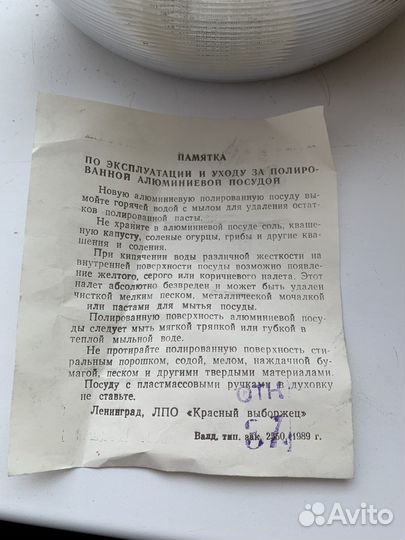 ПАМЯТКА
ПО ЭКСПЛУАТАЦИИ И УХОДУ ЗА ПОЛИРО-
ВАННОЙ АЛЮМИНИЕВОЙ ПОСУДОЙ
Новую алюминиевую полированную посуду вы-
мойте горячей водой с мылом для удаления остат-
ков полированной пасты.
Не храните в алюминиевой посуде соль, кваше-
ную капусту, соленые огурцы, грибы и другие ква-
шения и соления.
При кипячении воды различной жесткости на
внутренней поверхности посуды возможно появле-
ние желтого, серого или коричневого налета. Этот
налет абсолютно безвреден и может быть удален
чисткой мелким песком, металлической мочалкой
или пастами для мытья посуды.
Полированную поверхность алюминиевой посу-
ды следует мыть мягкой тряпкой или губкой в
теплой мыльной воде.
Не протирайте полированную поверхность сти-
ральным порошком, содой, мелом, наждачной бу-
магой, песком и другими твердыми материалами.
Посуду с пластмассовыми ручками в духовку
не ставьте.
ОТК
Ленинград, ЛПО «Красный выборжец»
Валд. тип. зак. 2350, 1989 г.
Avito